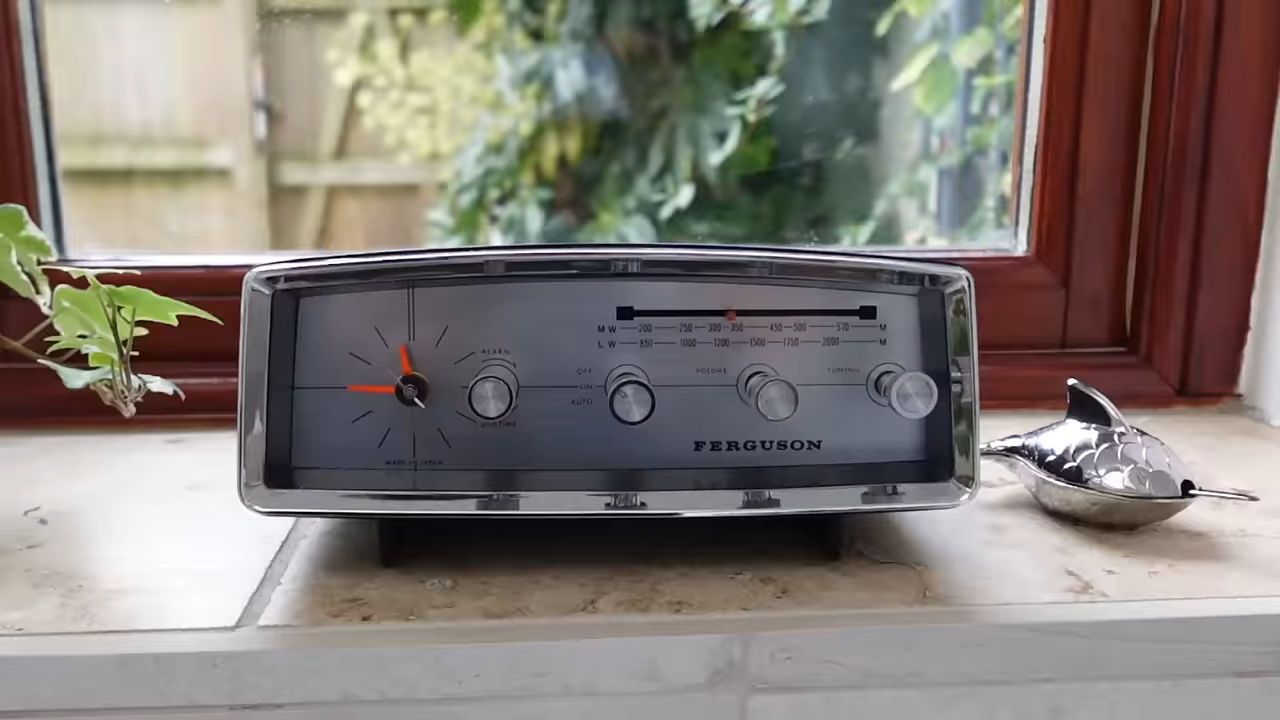 ALARM
MW 200 250 300 350 450 500 570 M
LW 850 1000 1200 1500 1750 2000 M
OFF
ON
AUTO
VOLUME
TUNING
FERGUSON